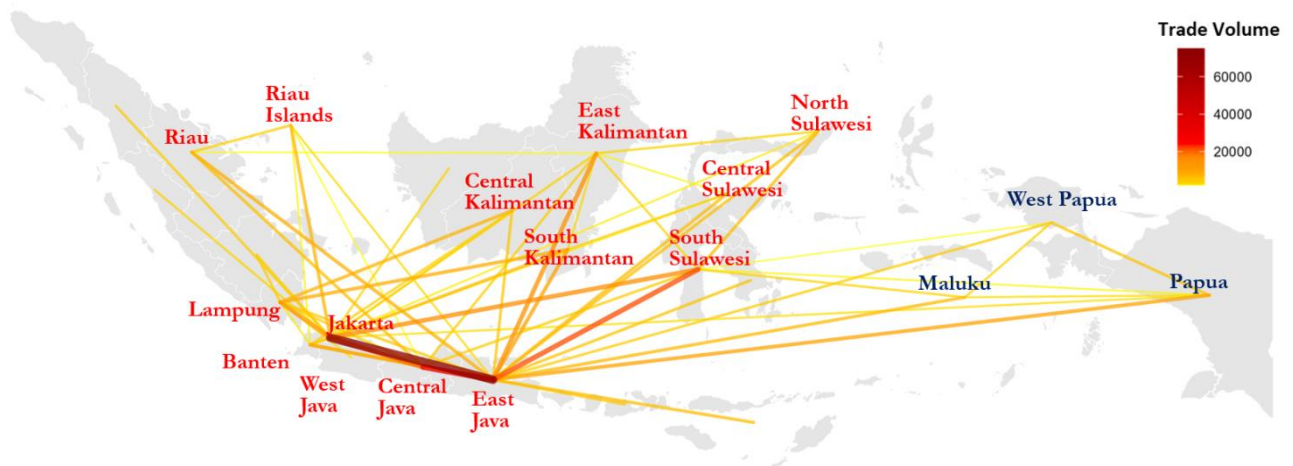 Trade Volume
60000
40000
20000
Riau
Islands
Riau
East
Kalimantan
North
Sulawesi
Central
Kalimantan
Central
Sulawesi
West Papua
South
Kalimantan
South
Sulawesi
Maluku
Papua
Lampung
Jakarta
Banten
West
Java
Central
Java
East
Java